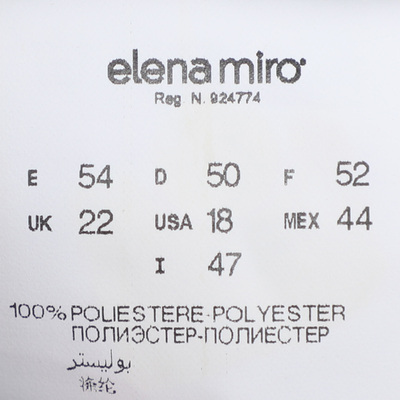 elena miro
Reg N. 924774
E 54 D 50 F 52
UK 22 USA 18 MEX 44
I 47
100% POLIESTERE-POLYESTER
ПОЛИЭСТЕР-ПОЛИЕСТЕР
بوليستر
涤纶